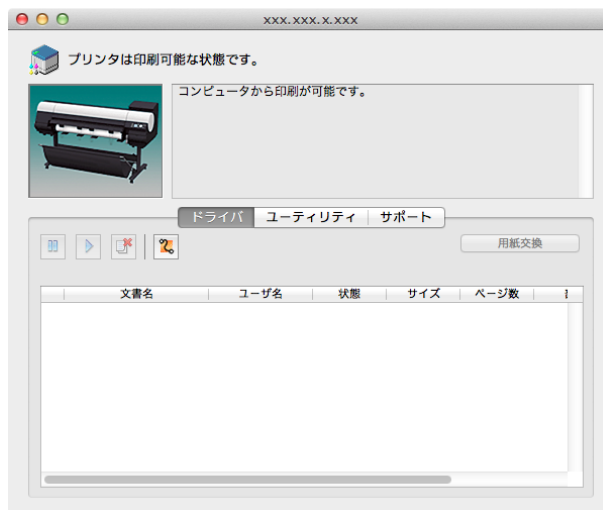 xxx.xxx.x.xxx
プリンタは印刷可能な状態です。
コンピュータから印刷が可能です。
ドライバ ユーティリティ サポート
用紙交換
文書名 ユーザ名 状態 サイズ ページ数